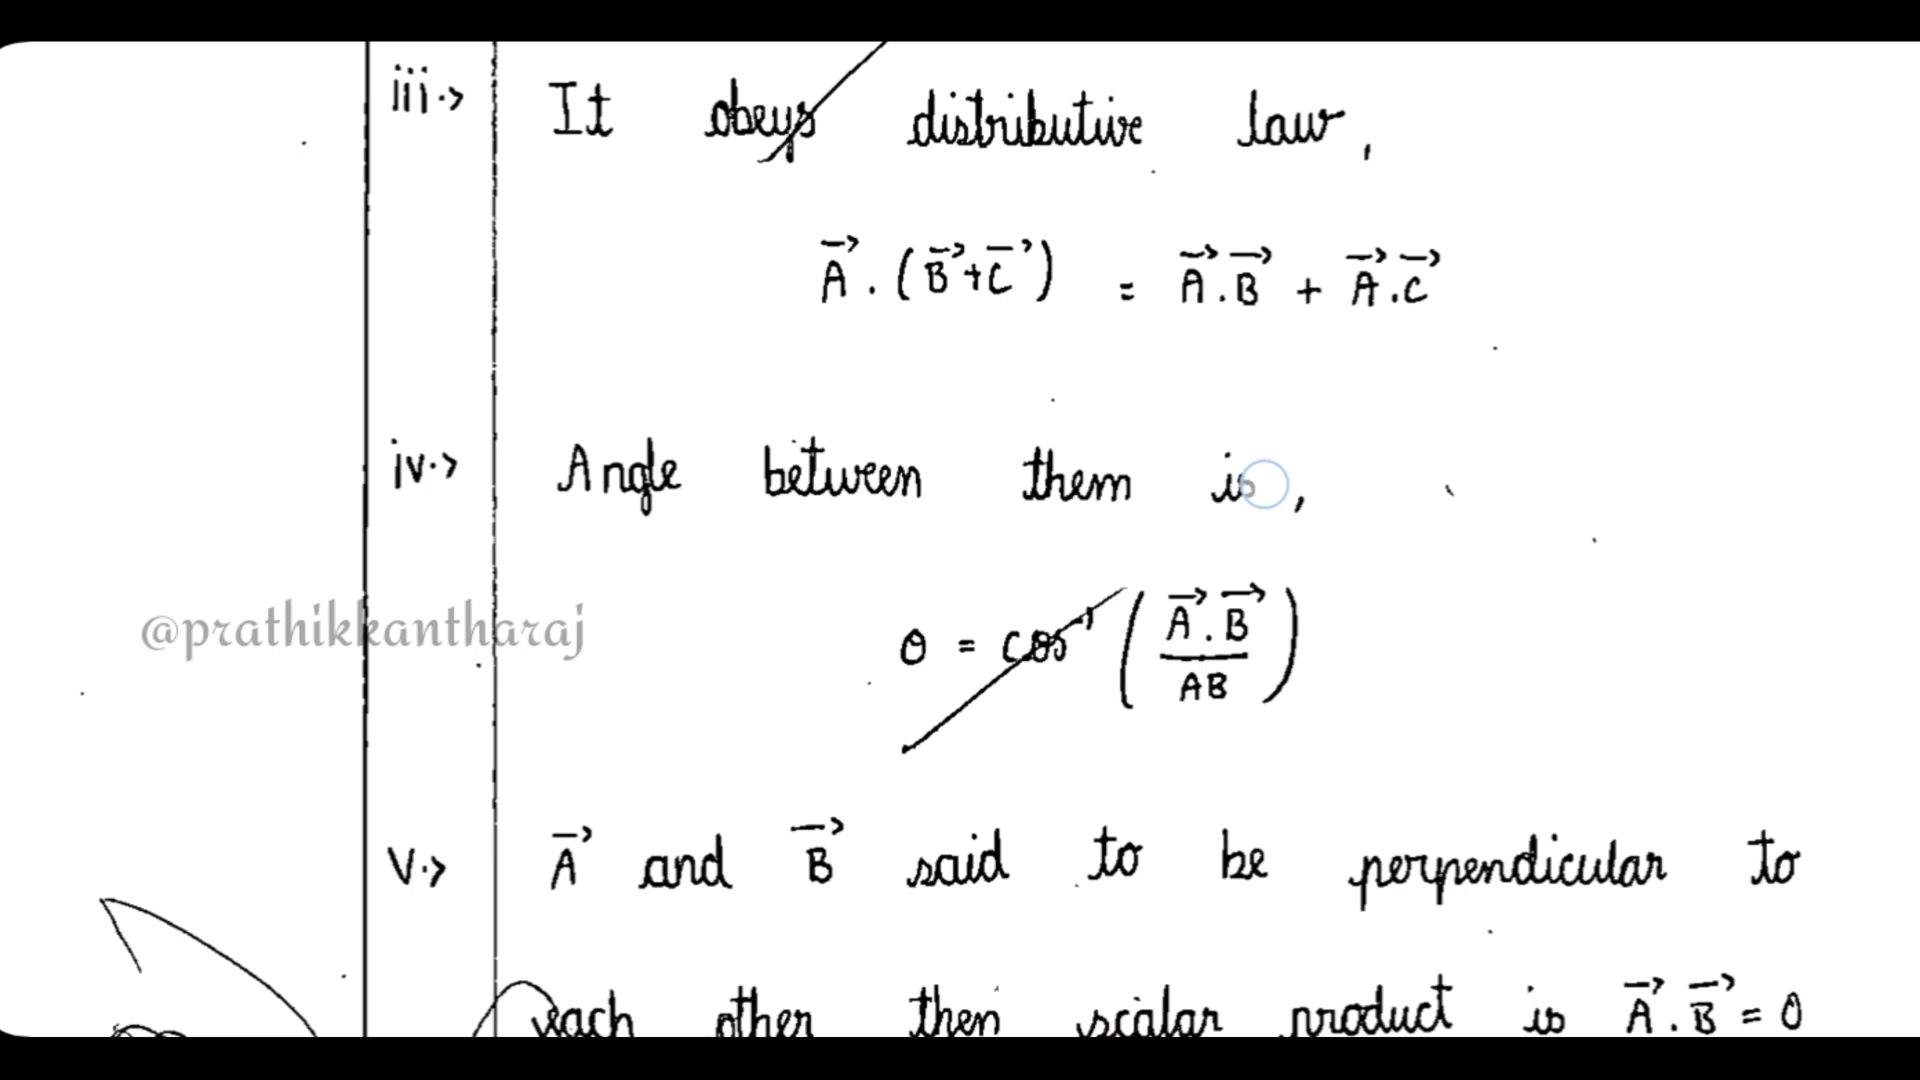 iii.> It obeys distributive law,
A⃗ . (B⃗ + C⃗) = A⃗ . B⃗ + A⃗ . C⃗
iv.> Angle between them is,
θ = cos⁻¹ ( A⃗ . B⃗ / AB )
@prathikkantharaj
V.> A⃗ and B⃗ said to be perpendicular to
each other then scalar product is A⃗ . B⃗ = 0